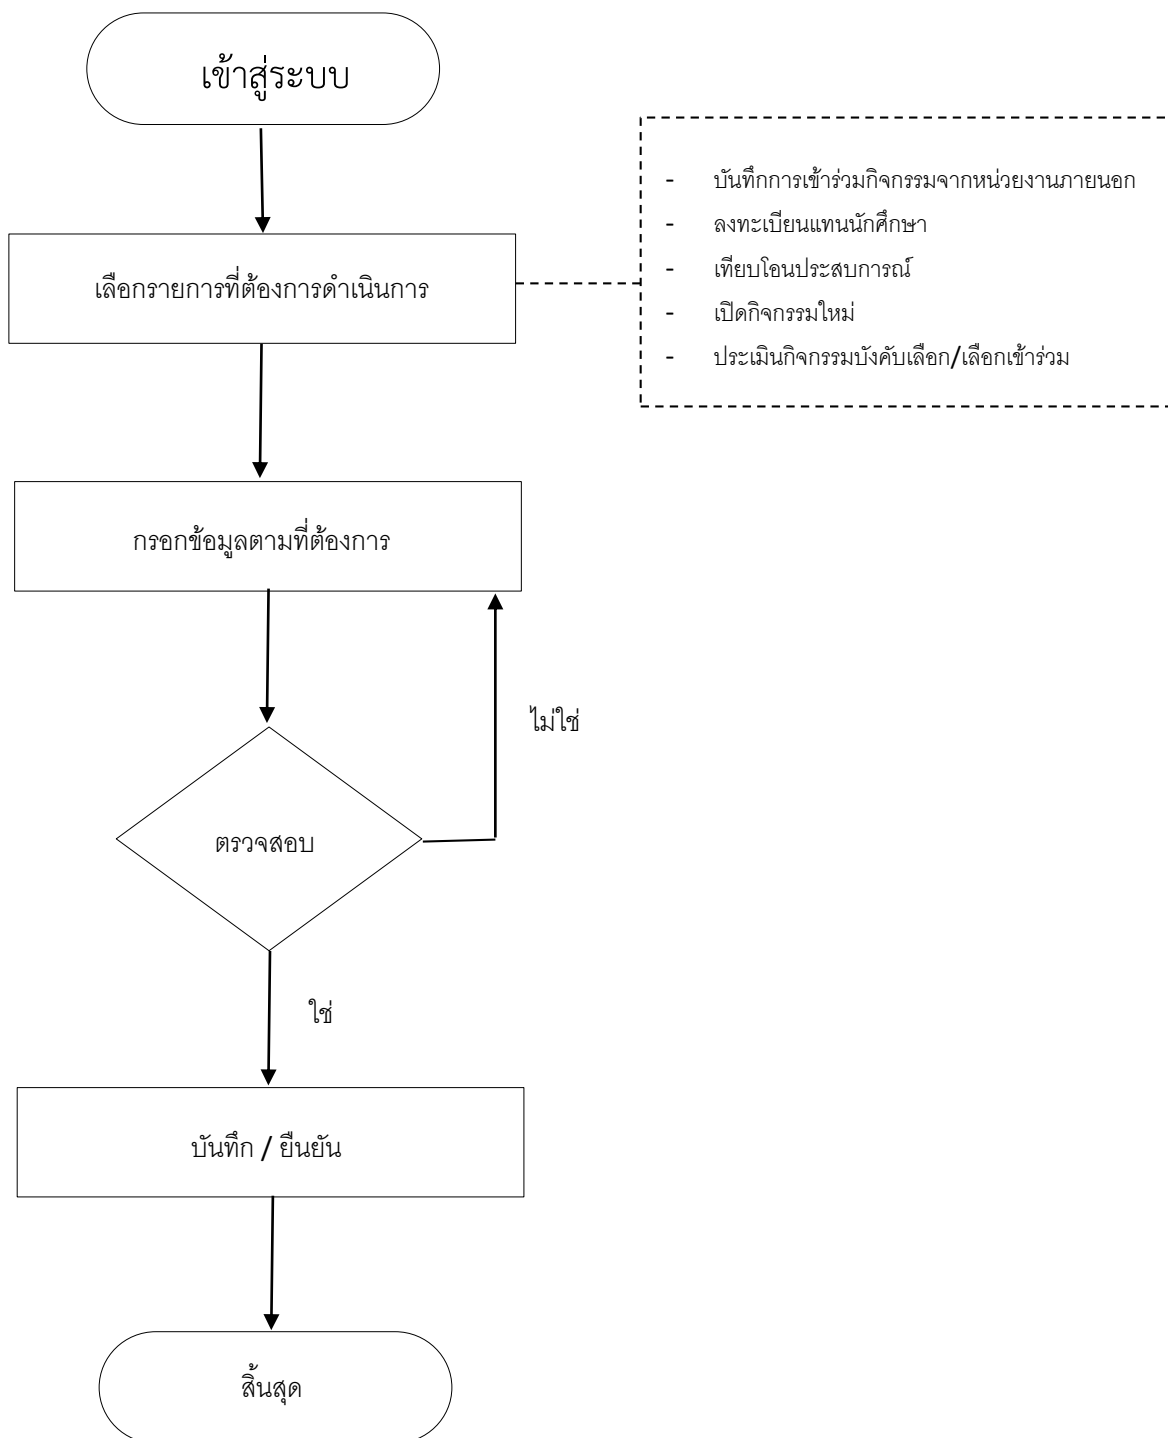 เข้าสู่ระบบ
- บันทึกการเข้าร่วมกิจกรรมจากหน่วยงานภายนอก
- ลงทะเบียนแทนนักศึกษา
- เทียบโอนประสบการณ์
- เปิดกิจกรรมใหม่
- ประเมินกิจกรรมบังคับเลือก/เลือกเข้าร่วม
เลือกรายการที่ต้องการดำเนินการ
กรอกข้อมูลตามที่ต้องการ
ไม่ใช่
ตรวจสอบ
ใช่
บันทึก / ยืนยัน
สิ้นสุด